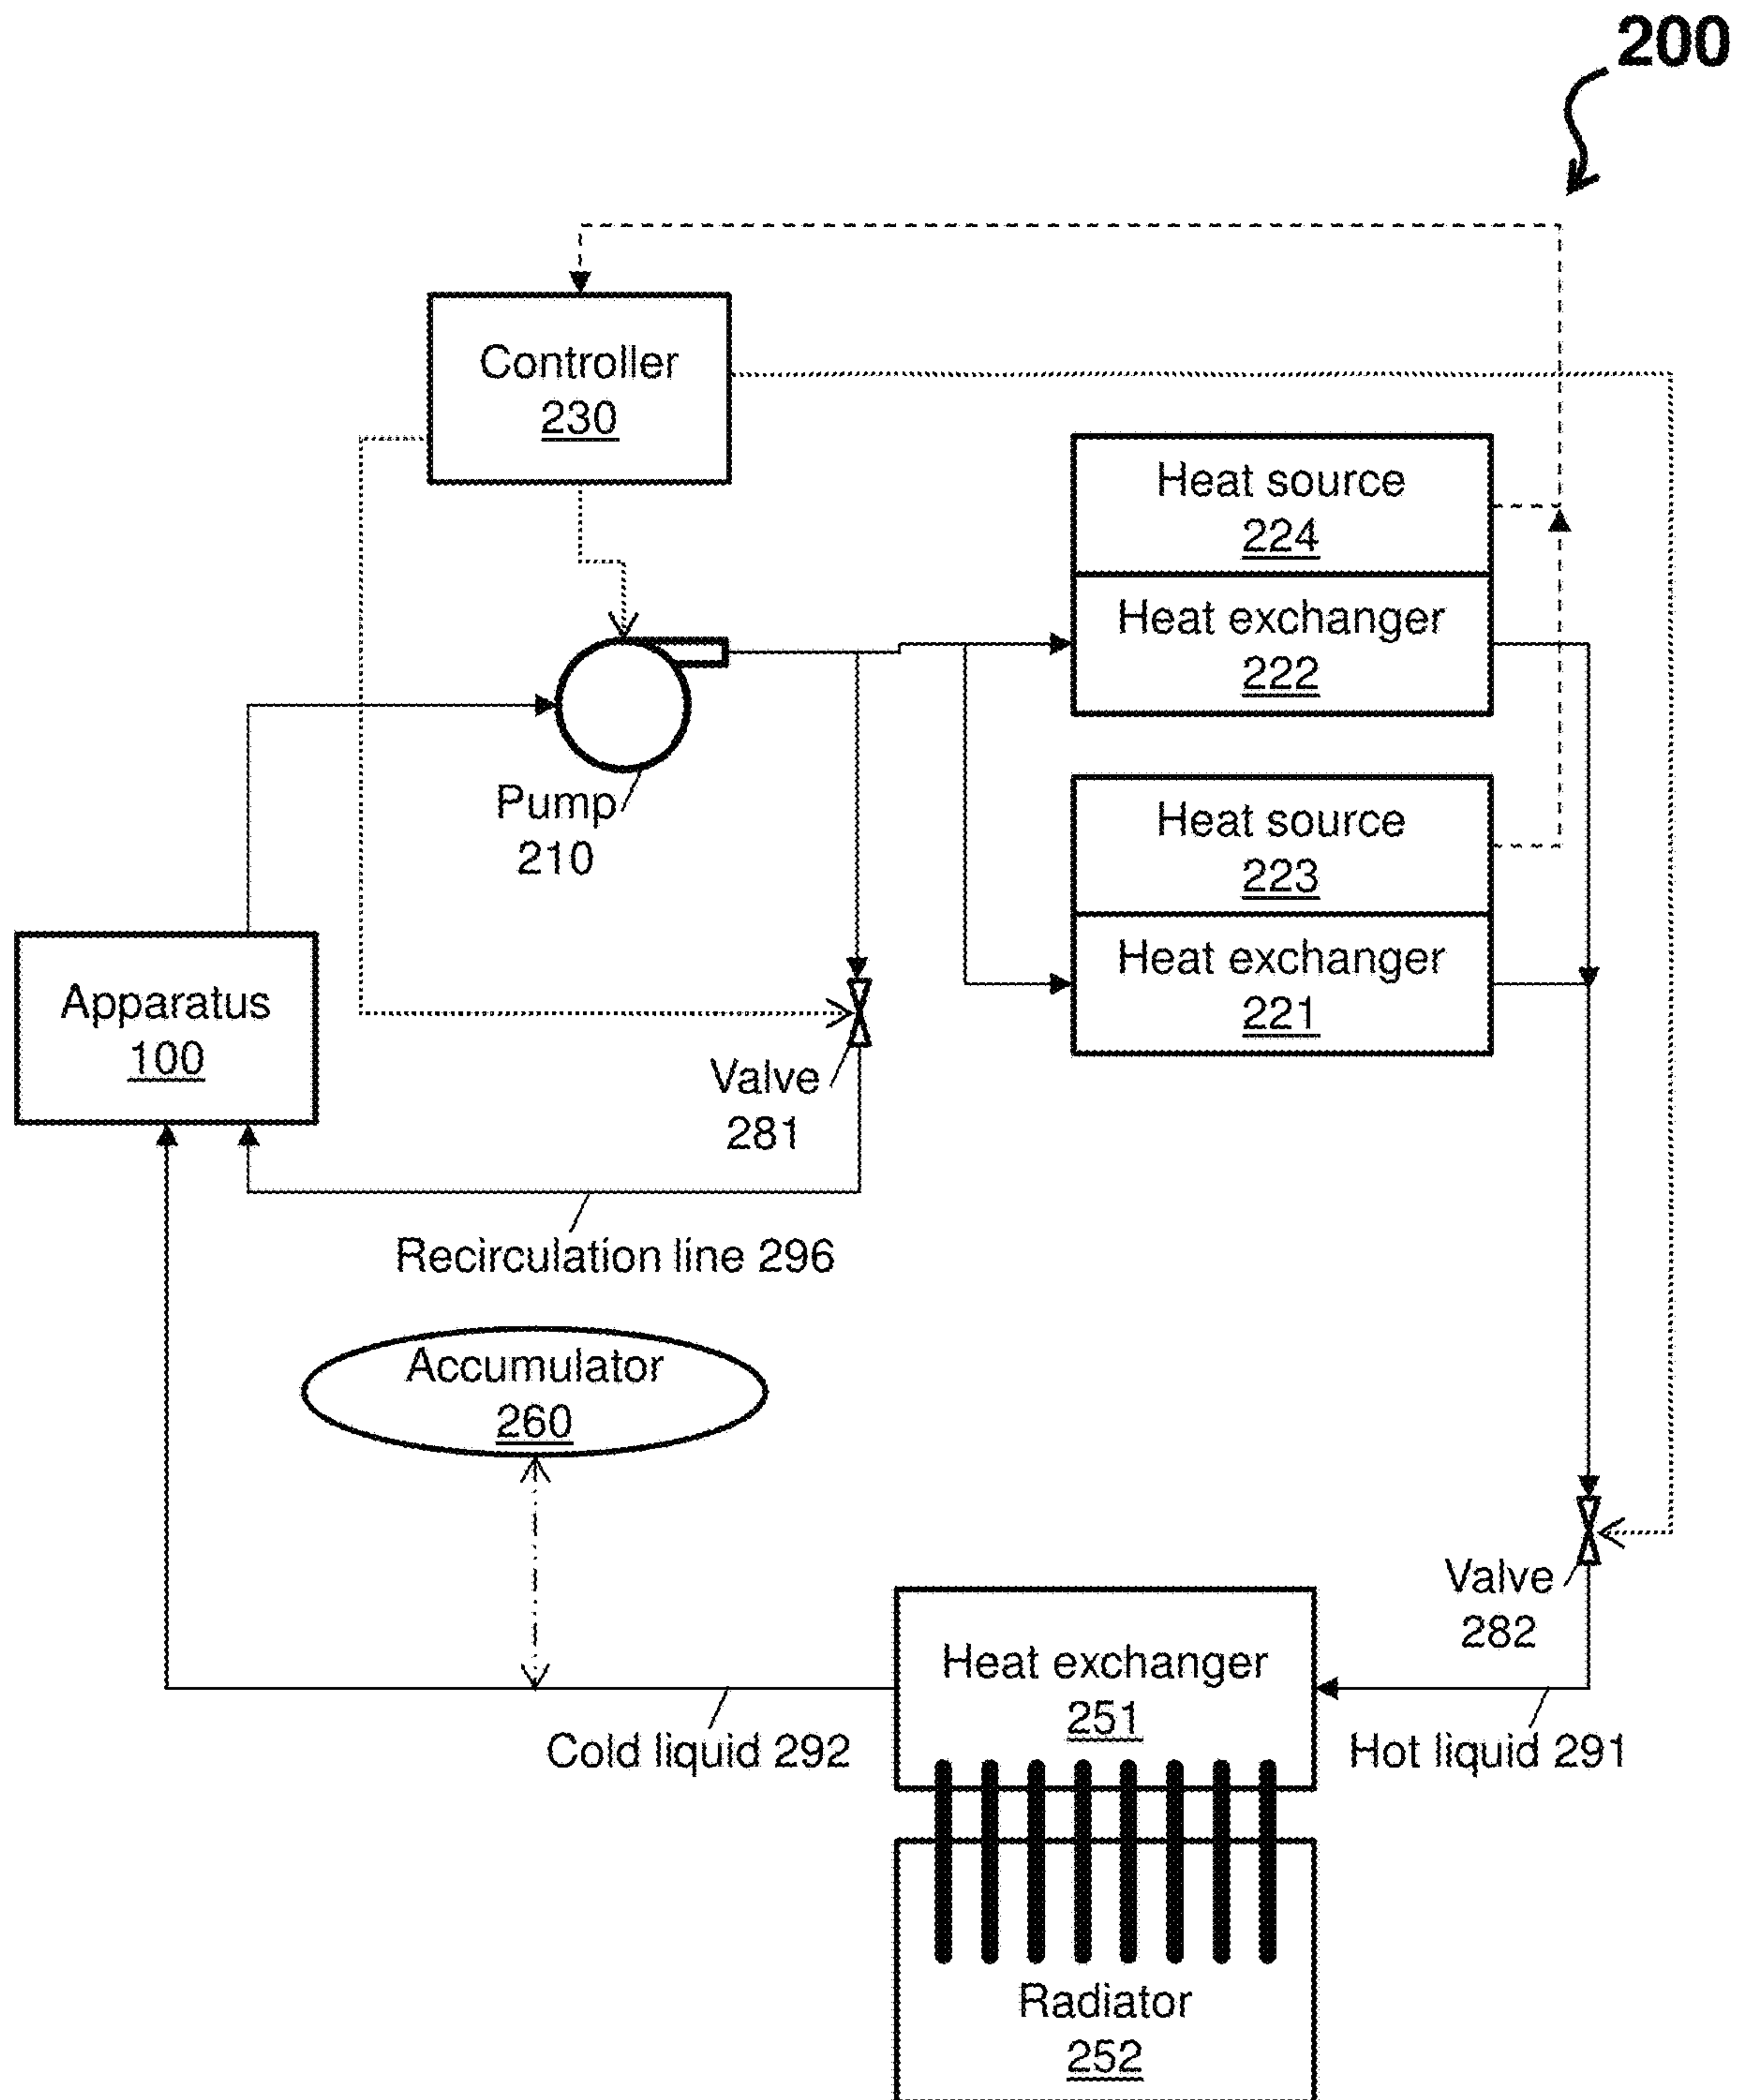 200
Controller
230
Heat source
224
Heat exchanger
222
Pump
210
Heat source
223
Heat exchanger
221
Apparatus
100
Valve
281
Recirculation line 296
Accumulator
260
Valve
282
Heat exchanger
251
Cold liquid 292
Hot liquid 291
Radiator
252